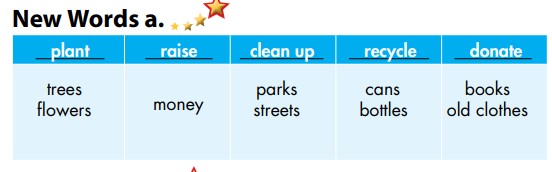 New Words a.
plant raise clean up recycle donate
trees parks cans books
flowers money streets bottles old clothes